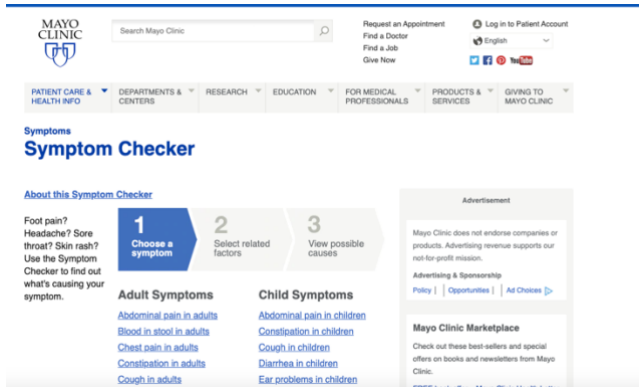 MAYO
CLINIC
Search Mayo Clinic
Request an Appointment
Find a Doctor
Find a Job
Give Now
Log in to Patient Account
English
You Tube
PATIENT CARE &
HEALTH INFO
DEPARTMENTS &
CENTERS
RESEARCH
EDUCATION
FOR MEDICAL
PROFESSIONALS
PRODUCTS &
SERVICES
GIVING TO
MAYO CLINIC
Symptoms
Symptom Checker
About this Symptom Checker
Foot pain?
Headache? Sore
throat? Skin rash?
Use the Symptom
Checker to find out
what's causing your
symptom.
1
Choose a
symptom
2
Select related
factors
3
View possible
causes
Adult Symptoms
Abdominal pain in adults
Blood in stool in adults
Chest pain in adults
Constipation in adults
Cough in adults
Child Symptoms
Abdominal pain in children
Constipation in children
Cough in children
Diarrhea in children
Ear problems in children
Advertisement
Mayo Clinic does not endorse companies or
products. Advertising revenue supports our
not-for-profit mission.
Advertising & Sponsorship
Policy | Opportunities | Ad Choices
Mayo Clinic Marketplace
Check out these best-sellers and special
offers on books and newsletters from Mayo
Clinic.